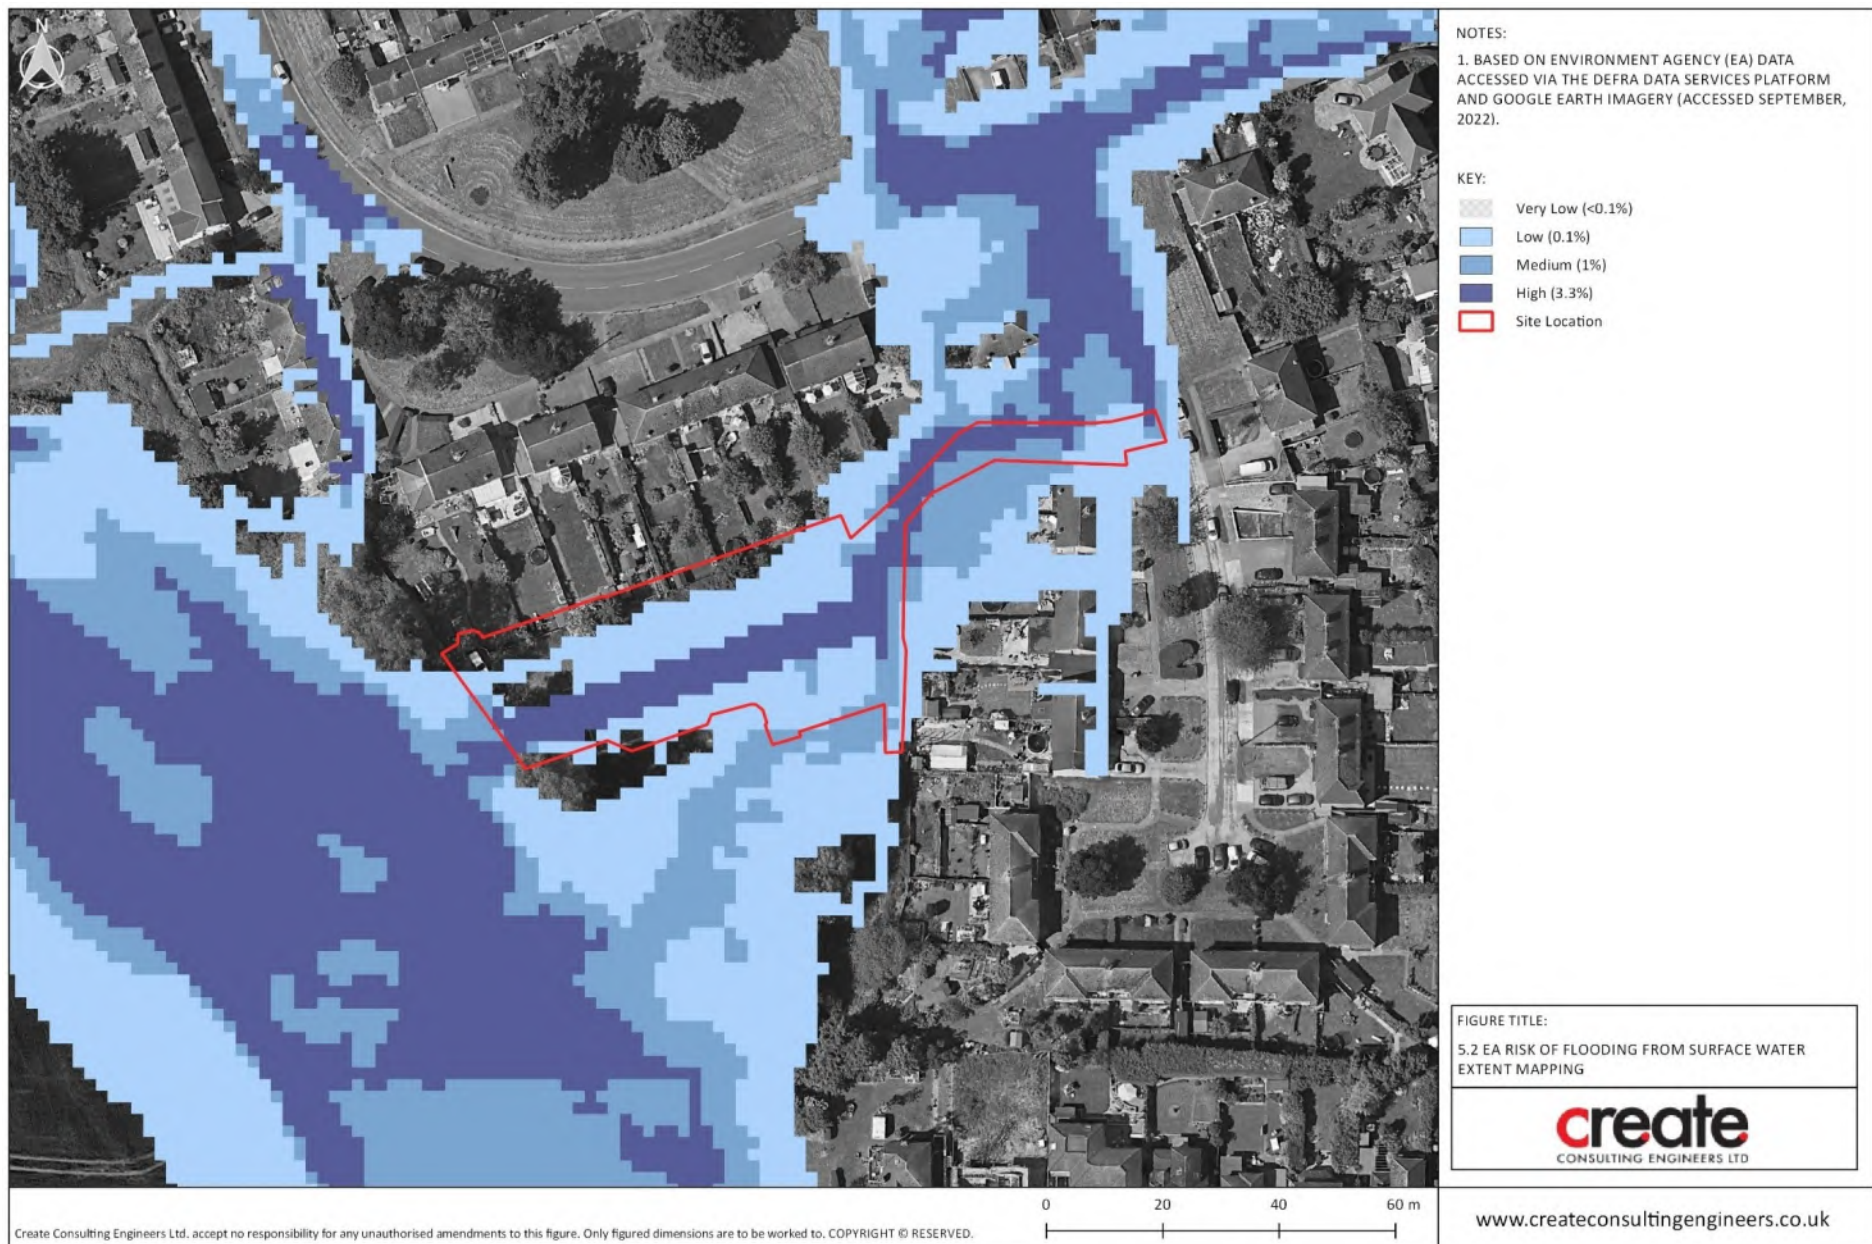 N
NOTES:
1. BASED ON ENVIRONMENT AGENCY (EA) DATA
ACCESSED VIA THE DEFRA DATA SERVICES PLATFORM
AND GOOGLE EARTH IMAGERY (ACCESSED SEPTEMBER,
2022).
KEY:
Very Low (<0.1%)
Low (0.1%)
Medium (1%)
High (3.3%)
Site Location
FIGURE TITLE:
5.2 EA RISK OF FLOODING FROM SURFACE WATER
EXTENT MAPPING
create
CONSULTING ENGINEERS LTD
www.createconsultingengineers.co.uk
0 20 40 60 m
Create Consulting Engineers Ltd. accept no responsibility for any unauthorised amendments to this figure. Only figured dimensions are to be worked to. COPYRIGHT © RESERVED.